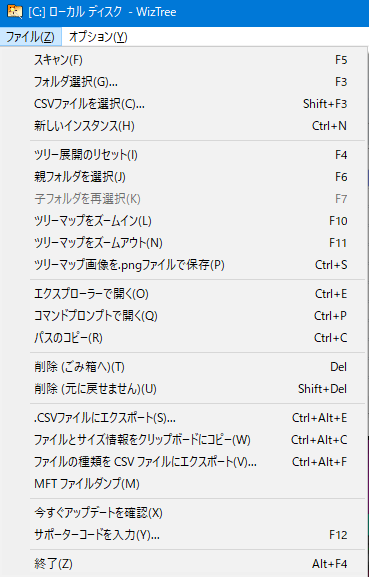 [C:] ローカル ディスク - WizTree
ファイル(Z) オプション(Y)
スキャン(F) F5
フォルダ選択(G)... F3
CSVファイルを選択(C)... Shift+F3
新しいインスタンス(H) Ctrl+N
ツリー展開のリセット(I) F4
親フォルダを選択(J) F6
子フォルダを再選択(K) F7
ツリーマップをズームイン(L) F10
ツリーマップをズームアウト(N) F11
ツリーマップ画像を.pngファイルで保存(P) Ctrl+S
エクスプローラーで開く(O) Ctrl+E
コマンドプロンプトで開く(Q) Ctrl+P
パスのコピー(R) Ctrl+C
削除 (ごみ箱へ)(T) Del
削除 (元に戻せません)(U) Shift+Del
.CSVファイルにエクスポート(S)... Ctrl+Alt+E
ファイルとサイズ情報をクリップボードにコピー(W) Ctrl+Alt+C
ファイルの種類を CSV ファイルにエクスポート(V)... Ctrl+Alt+F
MFT ファイルダンプ(M)
今すぐアップデートを確認(X)
サポーターコードを入力(Y)... F12
終了(Z) Alt+F4